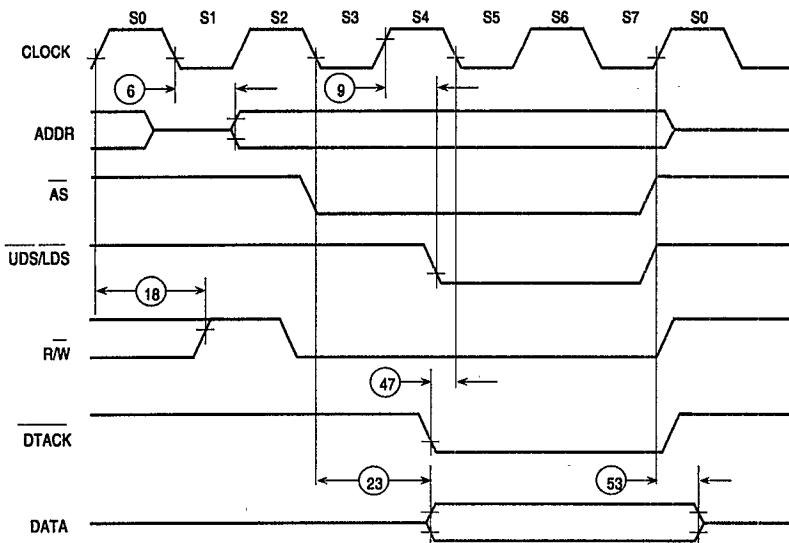 S0 S1 S2 S3 S4 S5 S6 S7 S0
CLOCK
6 9
ADDR
AS
UDS/LDS
18
R/W
47
DTACK
23 53
DATA